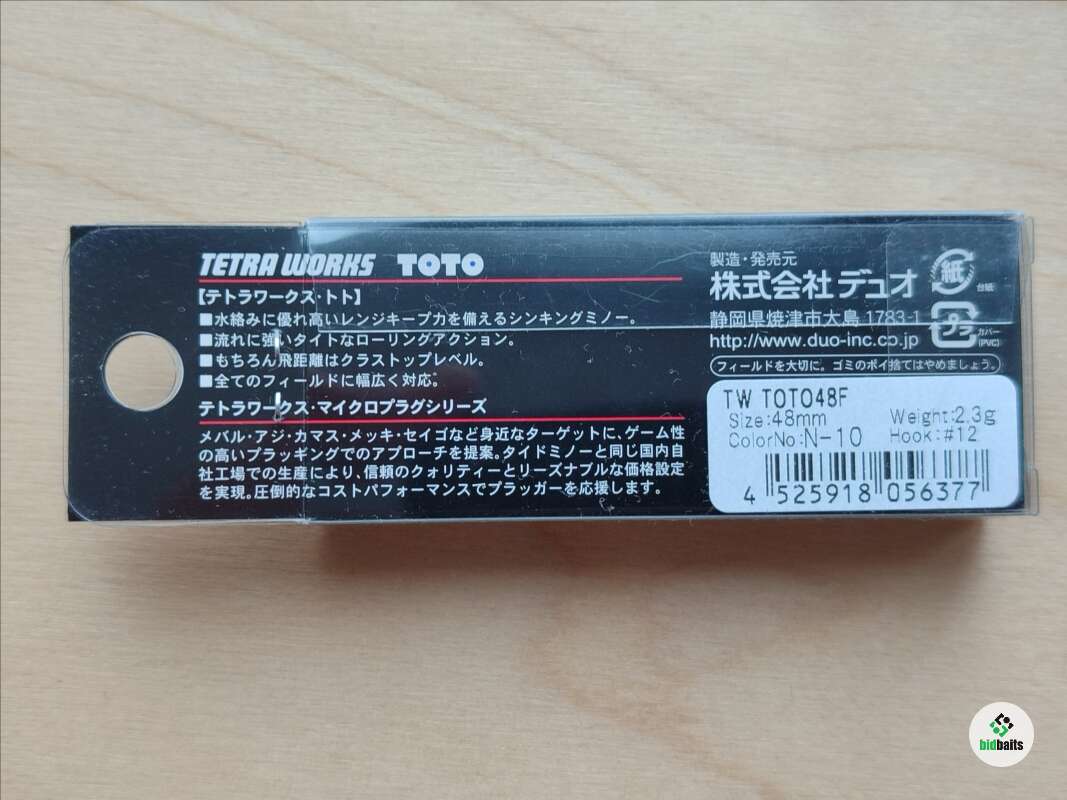 TETRA WORKS TOTO
【テトラワークス・トト】
■水絡みに優れ高いレンジキープ力を備えるシンキングミノー。
■流れに強いタイトなローリングアクション。
■もちろん飛距離はクラストップレベル。
■全てのフィールドに幅広く対応。
テトラワークス・マイクロプラグシリーズ
メバル・アジ・カマス・メッキ・セイゴなど身近なターゲットに、ゲーム性
の高いプラッギングでのアプローチを提案。タイドミノーと同じ国内自
社工場での生産により、信頼のクォリティーとリーズナブルな価格設定
を実現。圧倒的なコストパフォーマンスでプラッガーを応援します。
製造・発売元
株式会社デュオ
静岡県焼津市大島 1783-1
http://www.duo-inc.co.jp
紙
台紙
プラ
カバー
(PVC)
フィールドを大切に。ゴミのポイ捨てはやめましょう。
TW TOTO48F
Size:48mm Weight:2.3g
ColorNo:N-10 Hook:#12
4 525918 056377
bidbaits